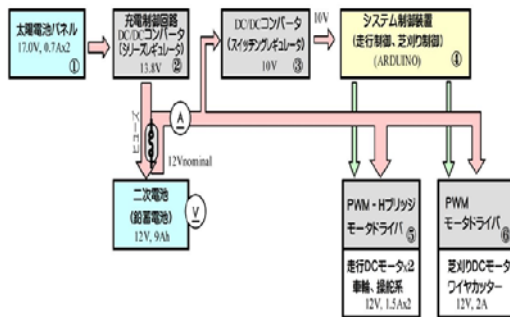 太陽電池パネル
17.0V, 0.7Ax2
①
充電制御回路
DC/DCコンバータ
(シリーズレギュレータ)
13.8V
②
DC/DCコンバータ
(スイッチングレギュレータ)
10V
③
10V
システム制御装置
(走行制御、芝刈り制御)
(ARDUINO)
④
ヒューズ
A
12Vnominal
二次電池
(鉛蓄電池)
12V, 9Ah
V
PWM・Hブリッジ
モータドライバ
⑤
走行DCモータx2
車輪、操舵系
12V, 1.5Ax2
PWM
モータドライバ
⑥
芝刈りDCモータ
ワイヤカッター
12V, 2A